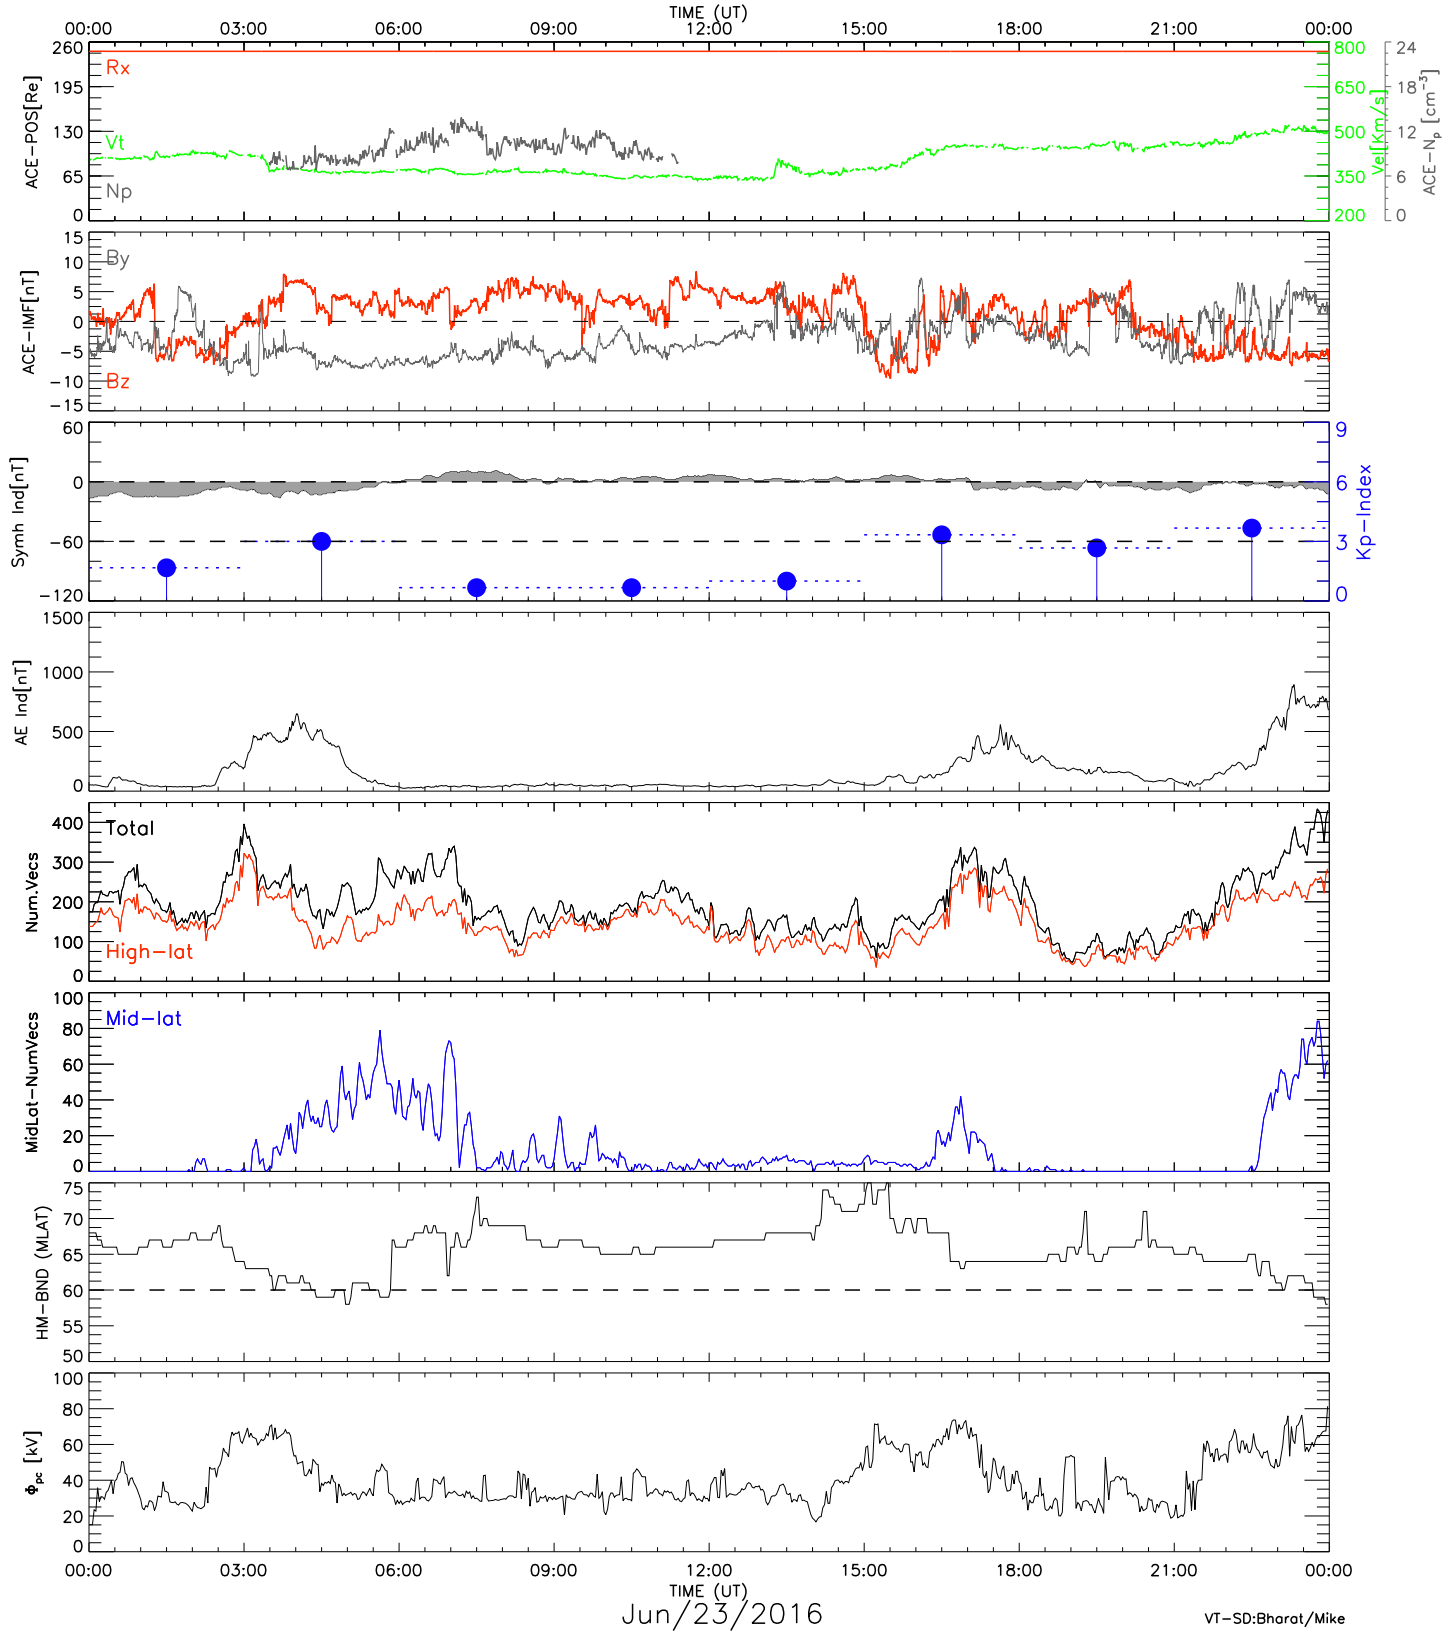 TIME (UT)
00:00 03:00 06:00 09:00 12:00 15:00 18:00 21:00 00:00
260 195 130 65 0
ACE-POS[Re]
Rx
Vt
Np
800 650 500 350 200
Vel[Km/s]
24 18 12 6 0
ACE-Np [cm-3]
15 10 5 0 -5 -10 -15
ACE-IMF[nT]
By
Bz
60 0 -60 -120
Symh Ind[nT]
9 6 3 0
Kp-Index
1500 1000 500 0
AE Ind[nT]
400 300 200 100 0
Num.Vecs
Total
High-lat
100 80 60 40 20 0
MidLat-NumVecs
Mid-lat
75 70 65 60 55 50
HM-BND (MLAT)
100 80 60 40 20 0
Φpc [kV]
00:00 03:00 06:00 09:00 12:00 15:00 18:00 21:00 00:00
TIME (UT)
Jun/23/2016
VT-SD:Bharat/Mike